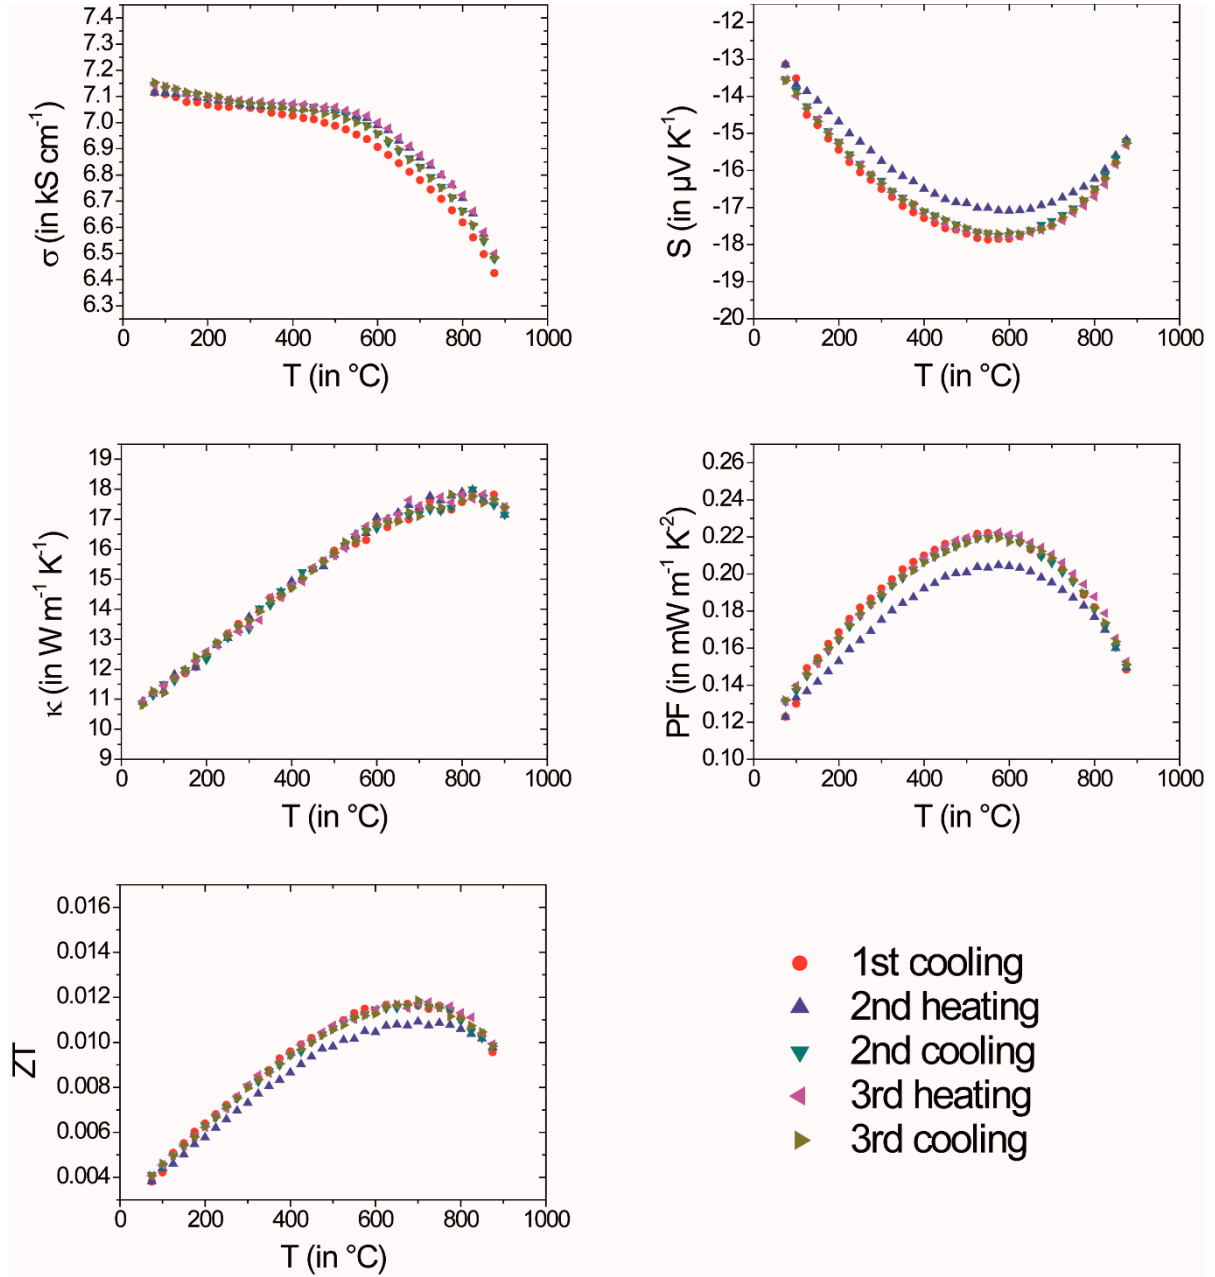 7.4
7.3
7.2
7.1
7.0
6.9
6.8
6.7
6.6
6.5
6.4
6.3
σ (in kS cm⁻¹)
0 200 400 600 800 1000
T (in °C)
-12
-13
-14
-15
-16
-17
-18
-19
-20
S (in µV K⁻¹)
0 200 400 600 800 1000
T (in °C)
19
18
17
16
15
14
13
12
11
10
9
κ (in W m⁻¹ K⁻¹)
0 200 400 600 800 1000
T (in °C)
0.26
0.24
0.22
0.20
0.18
0.16
0.14
0.12
0.10
PF (in mW m⁻¹ K⁻²)
0 200 400 600 800 1000
T (in °C)
0.016
0.014
0.012
0.010
0.008
0.006
0.004
ZT
0 200 400 600 800 1000
T (in °C)
1st cooling
2nd heating
2nd cooling
3rd heating
3rd cooling